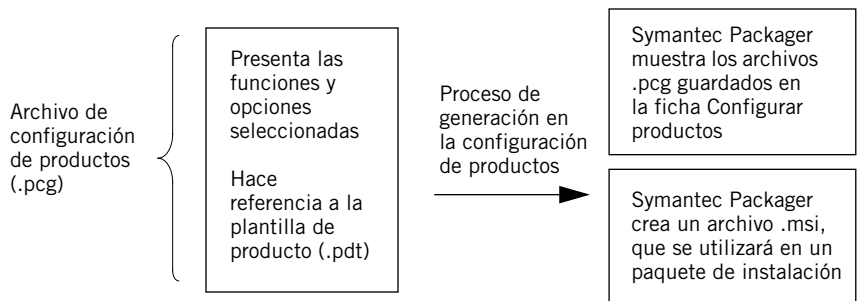 Archivo de
configuración
de productos
(.pcg)
Presenta las
funciones y
opciones
seleccionadas
Hace
referencia a la
plantilla de
producto (.pdt)
Proceso de
generación en
la configuración
de productos
Symantec Packager
muestra los archivos
.pcg guardados en
la ficha Configurar
productos
Symantec Packager
crea un archivo .msi,
que se utilizará en un
paquete de instalación